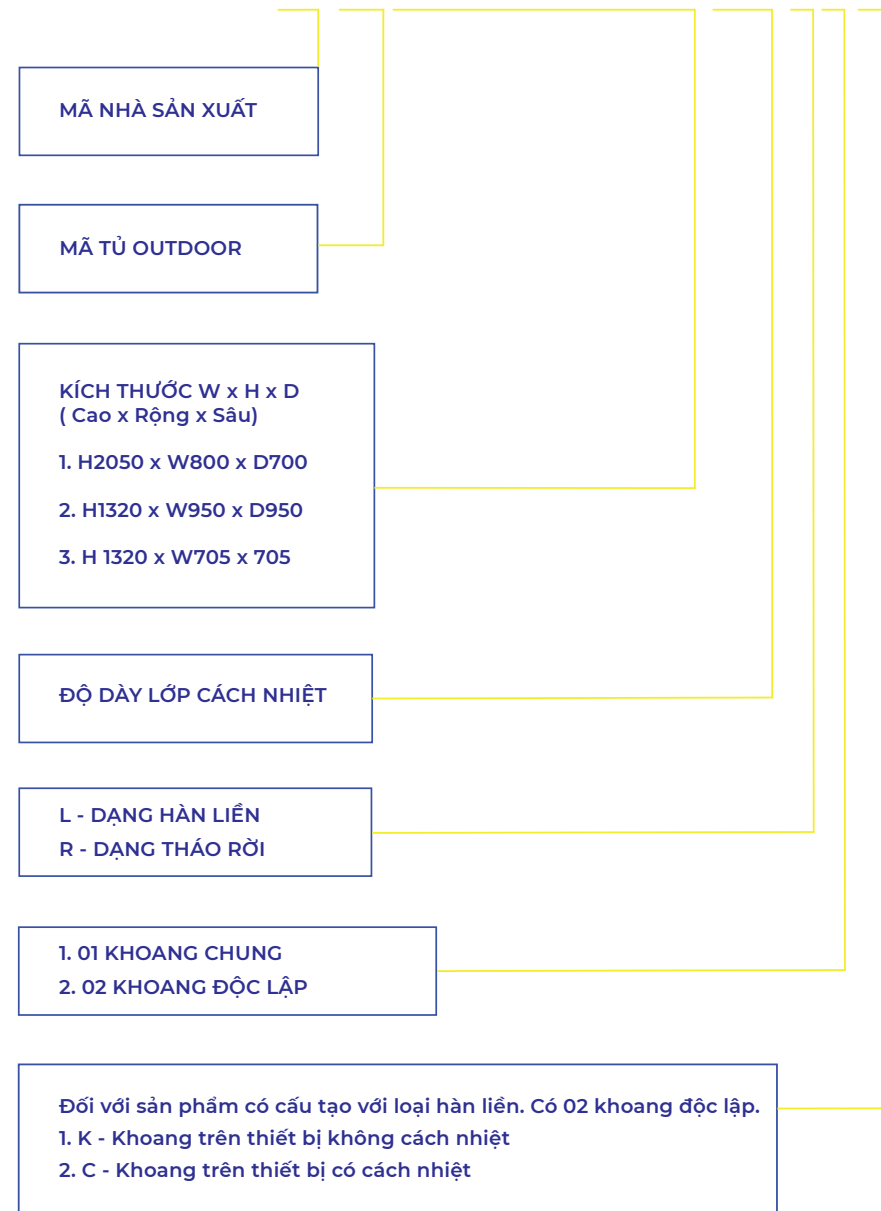 MÃ NHÀ SẢN XUẤT
MÃ TỦ OUTDOOR
KÍCH THƯỚC W x H x D
( Cao x Rộng x Sâu)
1. H2050 x W800 x D700
2. H1320 x W950 x D950
3. H 1320 x W705 x 705
ĐỘ DÀY LỚP CÁCH NHIỆT
L - DẠNG HÀN LIỀN
R - DẠNG THÁO RỜI
1. 01 KHOANG CHUNG
2. 02 KHOANG ĐỘC LẬP
Đối với sản phẩm có cấu tạo với loại hàn liền. Có 02 khoang độc lập.
1. K - Khoang trên thiết bị không cách nhiệt
2. C - Khoang trên thiết bị có cách nhiệt